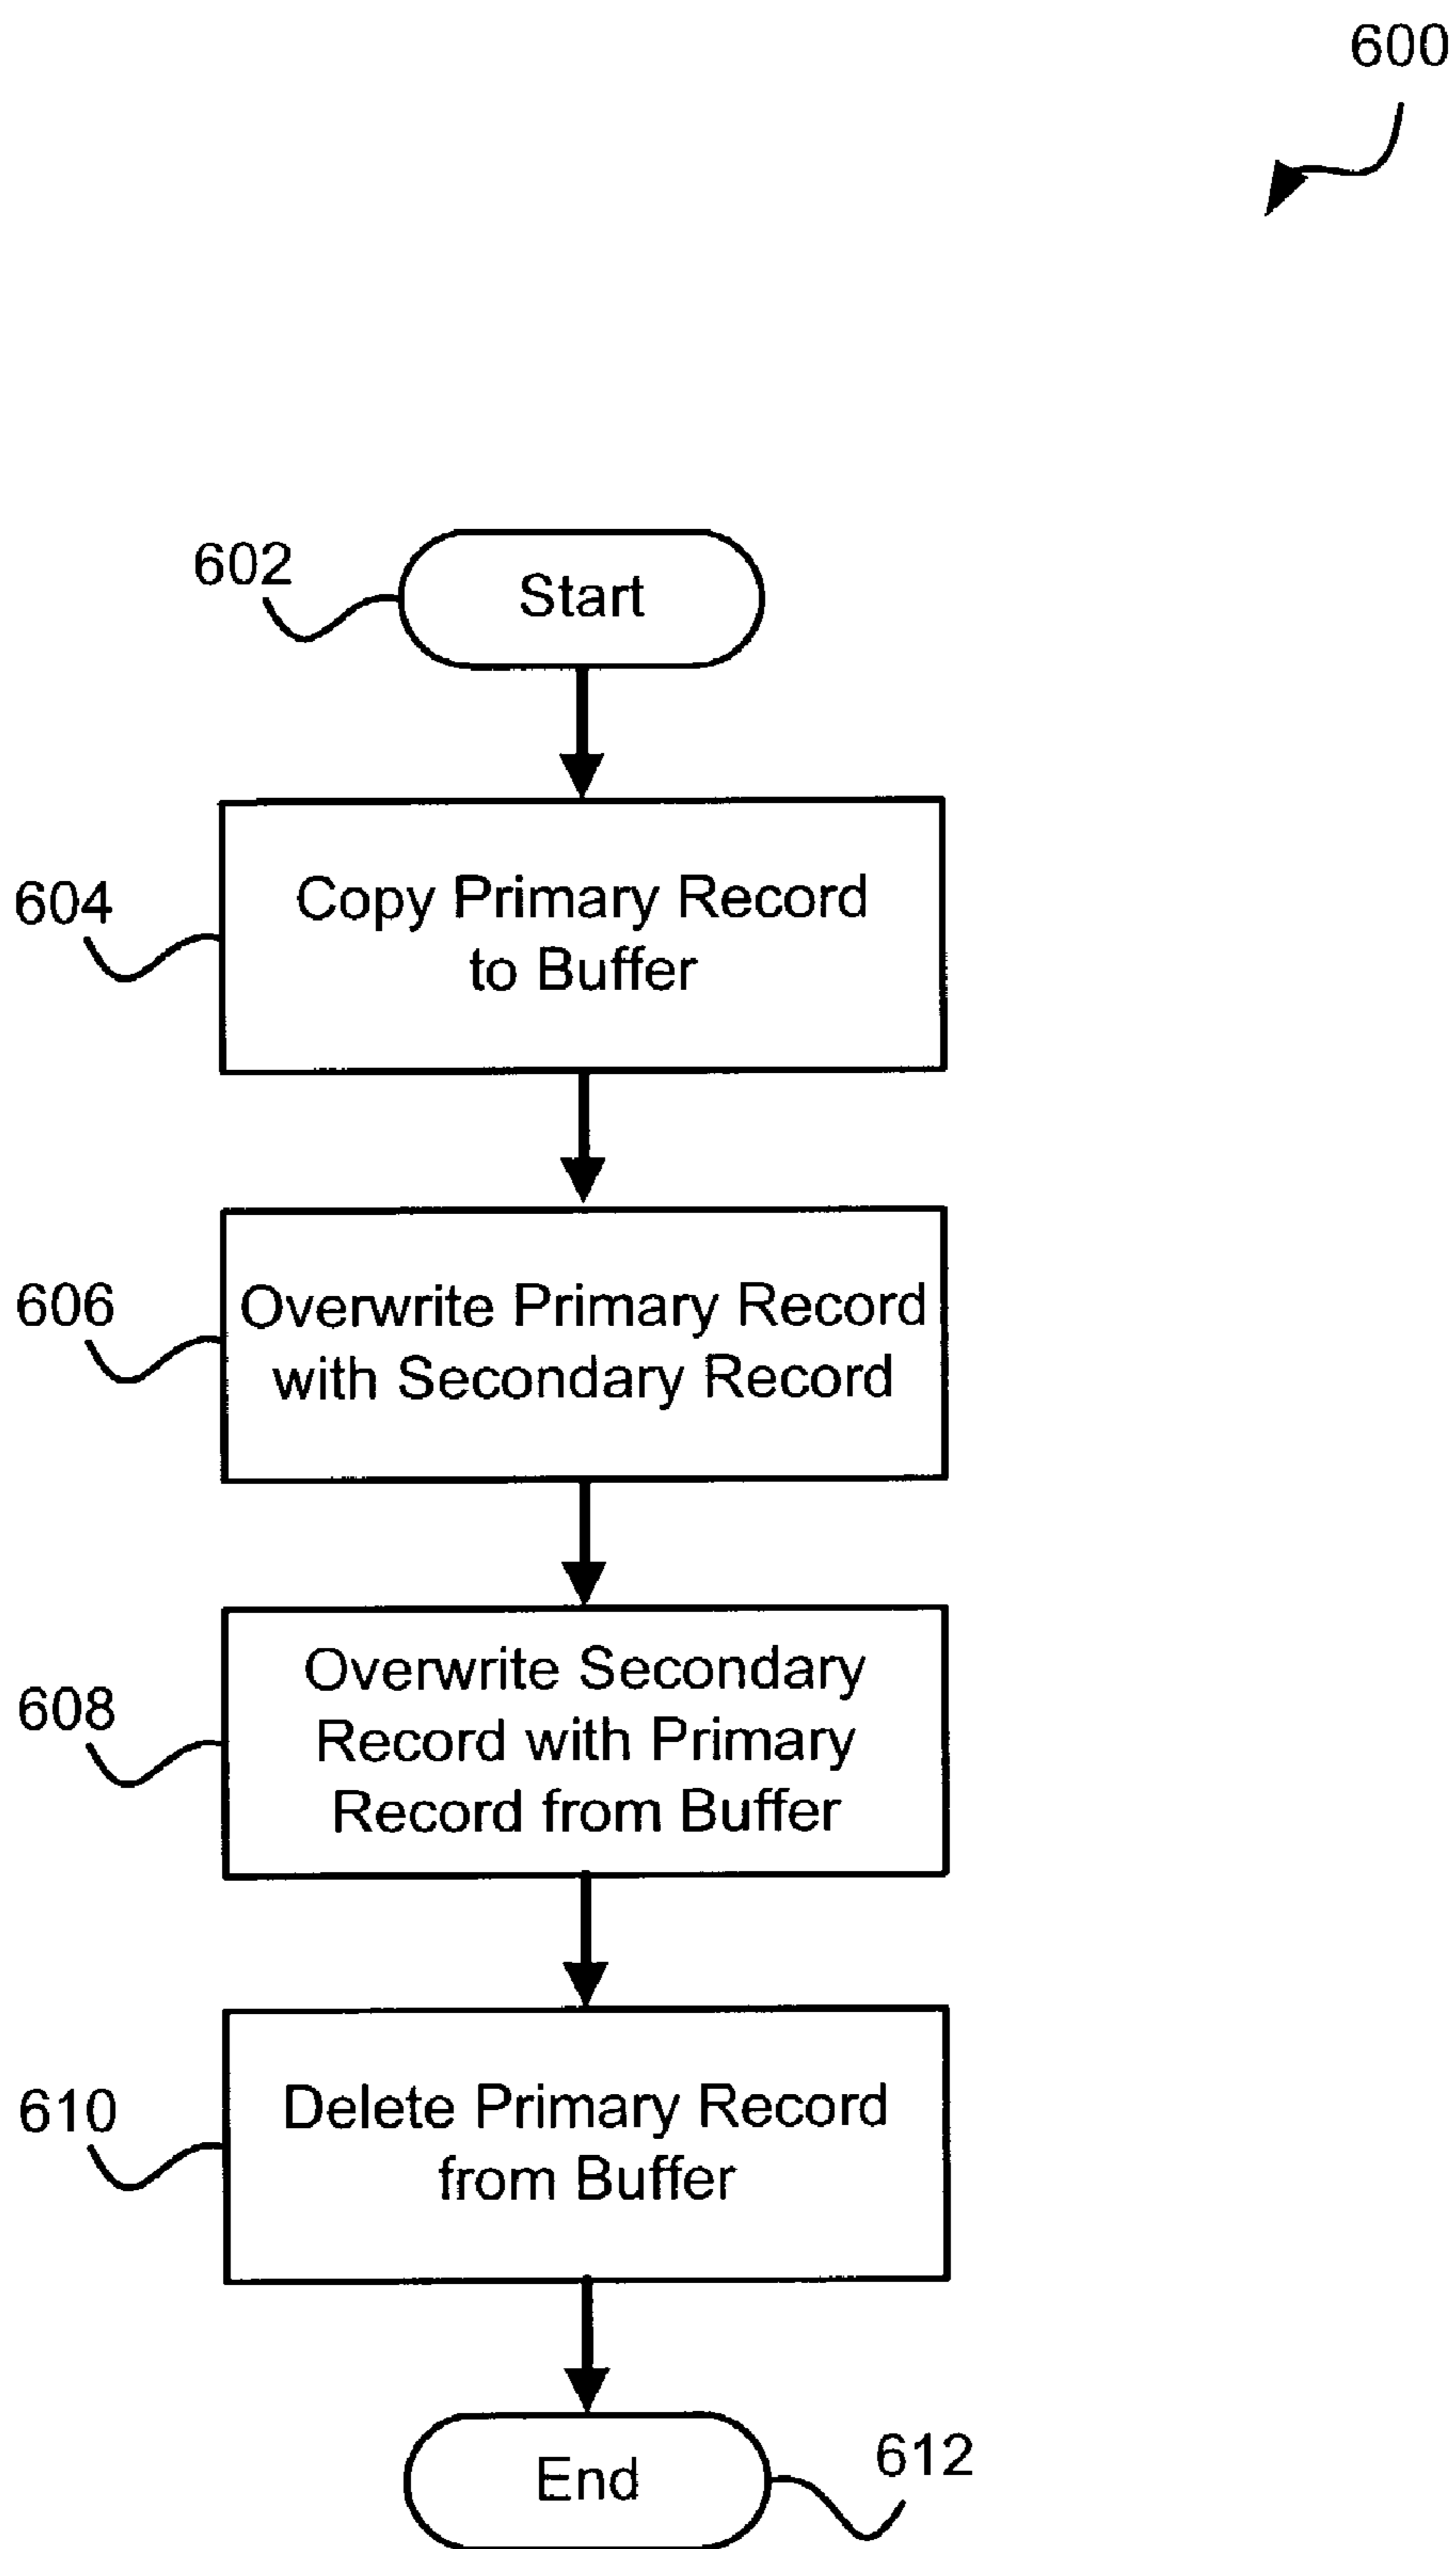 600
602
Start
604
Copy Primary Record
to Buffer
606
Overwrite Primary Record
with Secondary Record
608
Overwrite Secondary
Record with Primary
Record from Buffer
610
Delete Primary Record
from Buffer
End
612